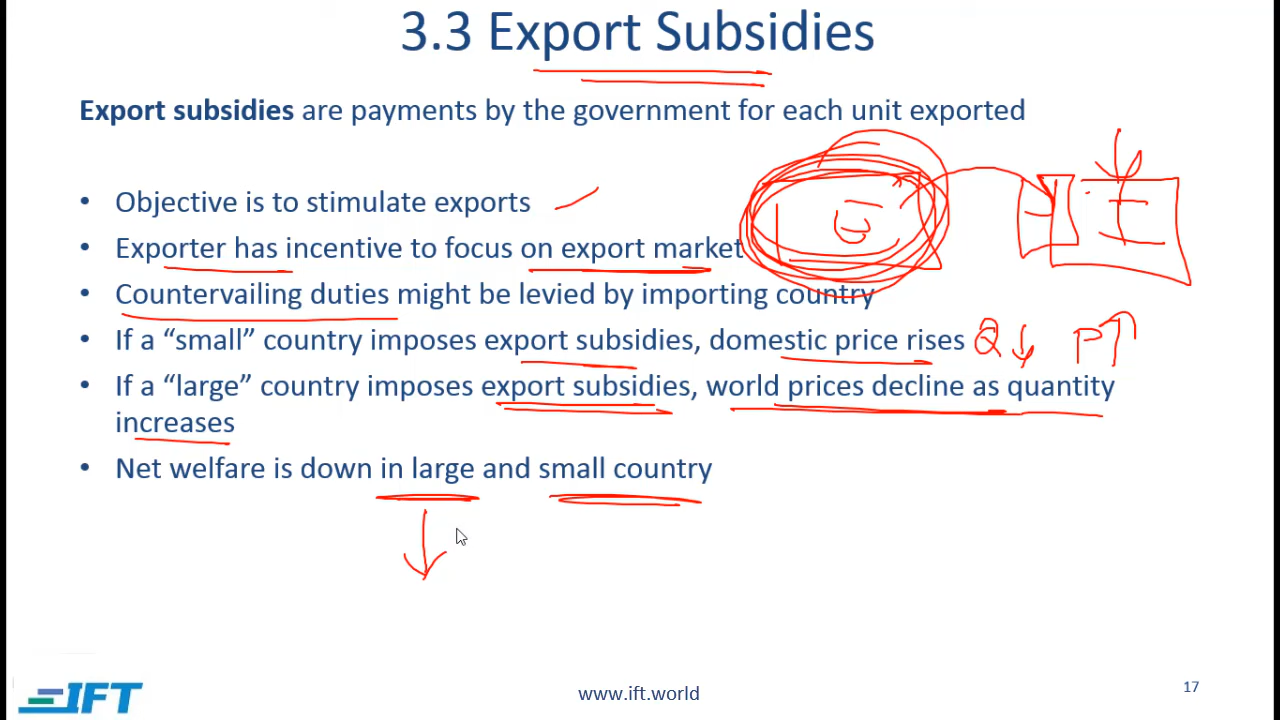 3.3 Export Subsidies
Export subsidies are payments by the government for each unit exported
• Objective is to stimulate exports
• Exporter has incentive to focus on export market
• Countervailing duties might be levied by importing country
• If a “small” country imposes export subsidies, domestic price rises Q↓ P↑
• If a “large” country imposes export subsidies, world prices decline as quantity
increases
• Net welfare is down in large and small country
IFT
www.ift.world
17